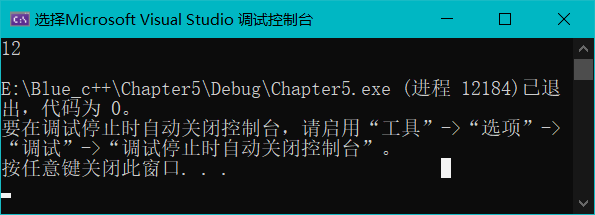 选择Microsoft Visual Studio 调试控制台
12
E:\Blue_c++\Chapter5\Debug\Chapter5.exe (进程 12184)已退
出，代码为 0。
要在调试停止时自动关闭控制台，请启用“工具”->“选项”->
“调试”->“调试停止时自动关闭控制台”。
按任意键关闭此窗口. . .